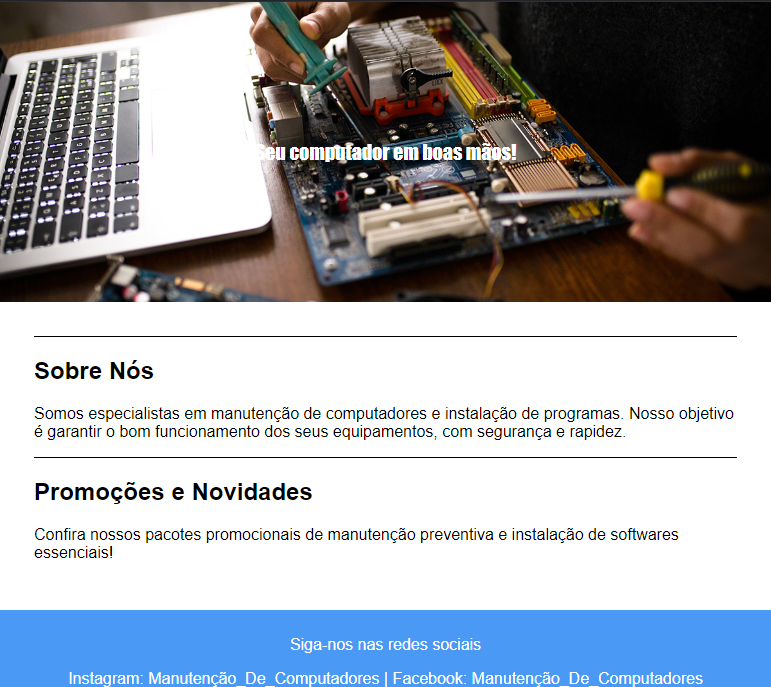 Seu computador em boas mãos!
Sobre Nós
Somos especialistas em manutenção de computadores e instalação de programas. Nosso objetivo
é garantir o bom funcionamento dos seus equipamentos, com segurança e rapidez.
Promoções e Novidades
Confira nossos pacotes promocionais de manutenção preventiva e instalação de softwares
essenciais!
Siga-nos nas redes sociais
Instagram: Manutenção_De_Computadores | Facebook: Manutenção_De_Computadores